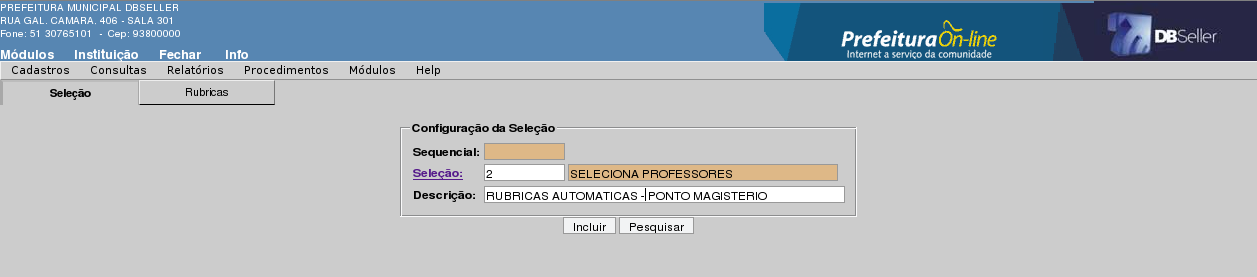 PREFEITURA MUNICIPAL DBSELLER
RUA GAL. CAMARA. 406 - SALA 301
Fone: 51 30765101 - Cep: 93800000
Módulos Instituição Fechar Info
PrefeituraOn-line
Internet a serviço da comunidade
DBSeller
Cadastros Consultas Relatórios Procedimentos Módulos Help
Seleção Rubricas
Configuração da Seleção
Sequencial:
Seleção: 2 SELECIONA PROFESSORES
Descrição: RUBRICAS AUTOMATICAS - PONTO MAGISTERIO
Incluir Pesquisar